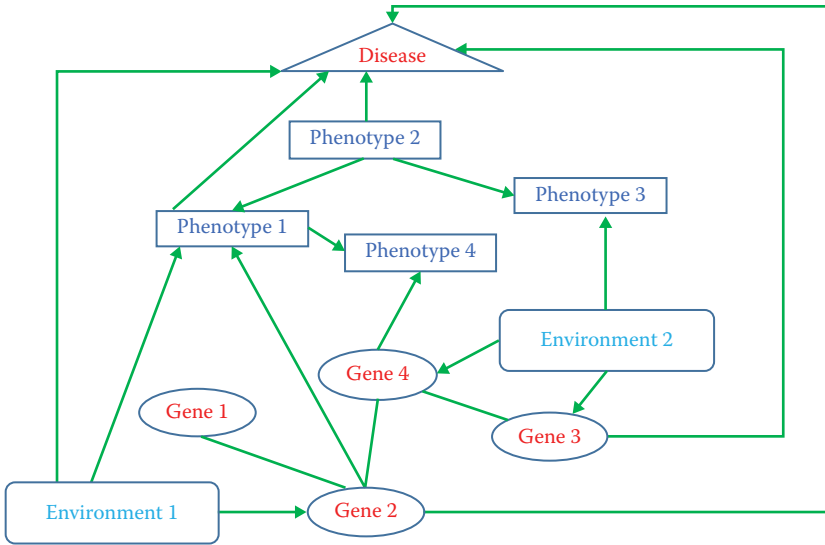 Disease
Phenotype 2
Phenotype 3
Phenotype 1
Phenotype 4
Environment 2
Gene 4
Gene 1
Gene 3
Environment 1
Gene 2